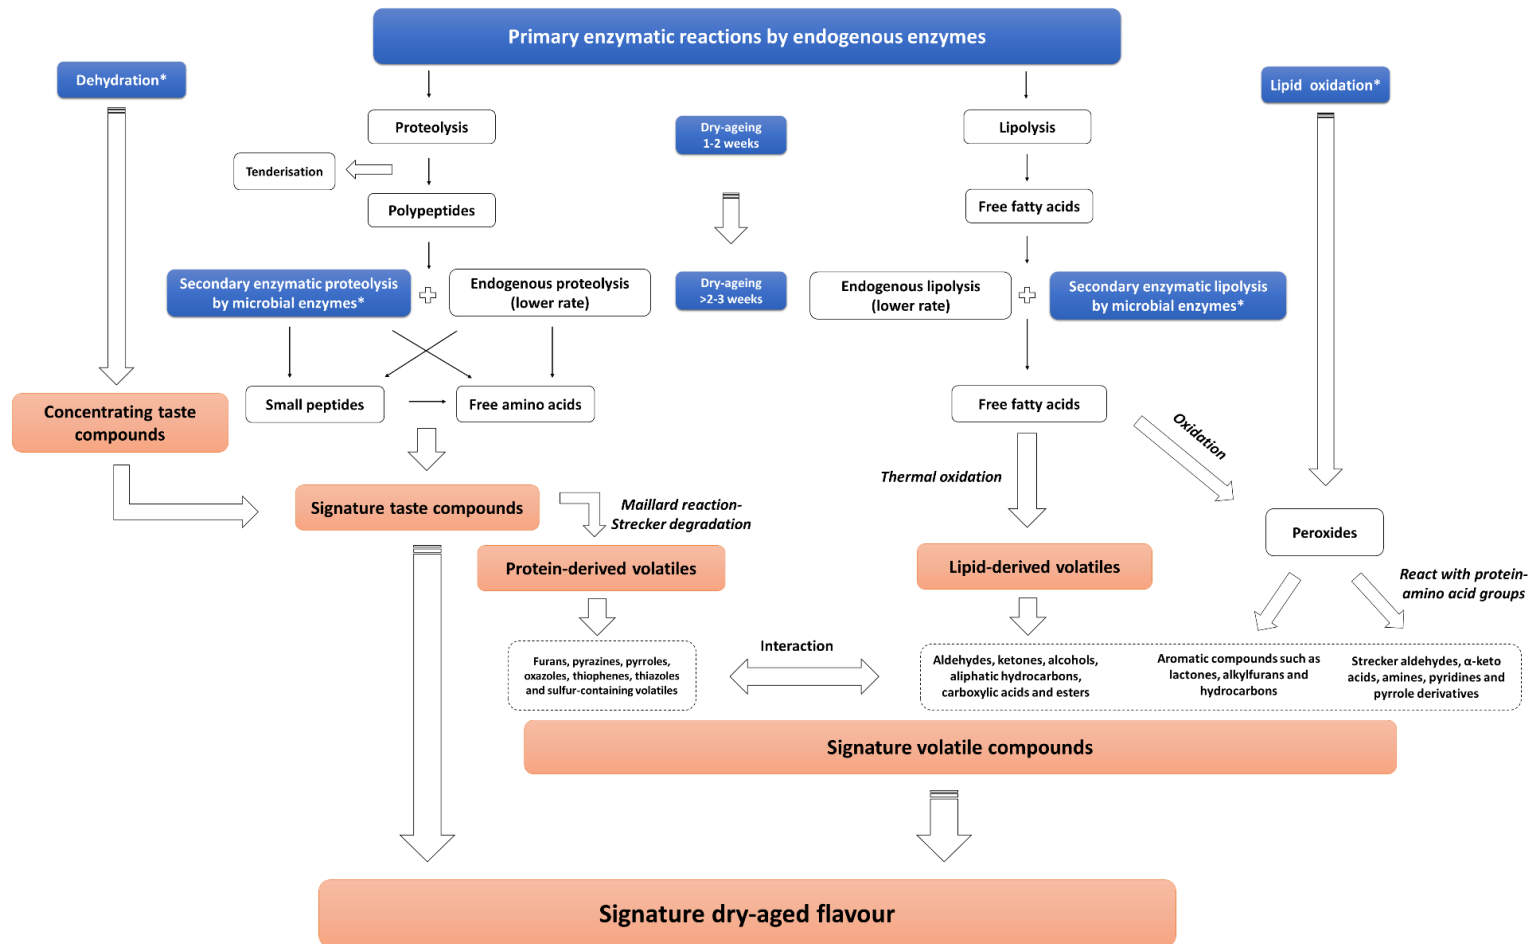 Primary enzymatic reactions by endogenous enzymes
Dehydration*
Lipid oxidation*
Proteolysis
Dry-ageing
1-2 weeks
Lipolysis
Tenderisation
Polypeptides
Free fatty acids
Secondary enzymatic proteolysis
by microbial enzymes*
Endogenous proteolysis
(lower rate)
Dry-ageing
>2-3 weeks
Endogenous lipolysis
(lower rate)
Secondary enzymatic lipolysis
by microbial enzymes*
Small peptides
Free amino acids
Free fatty acids
Concentrating taste
compounds
Oxidation
Thermal oxidation
Signature taste compounds
Maillard reaction-
Strecker degradation
Peroxides
Protein-derived volatiles
Lipid-derived volatiles
React with protein-
amino acid groups
Interaction
Furans, pyrazines, pyrroles,
oxazoles, thiophenes, thiazoles
and sulfur-containing volatiles
Aldehydes, ketones, alcohols,
aliphatic hydrocarbons,
carboxylic acids and esters
Aromatic compounds such as
lactones, alkylfurans and
hydrocarbons
Strecker aldehydes, α-keto
acids, amines, pyridines and
pyrrole derivatives
Signature volatile compounds
Signature dry-aged flavour